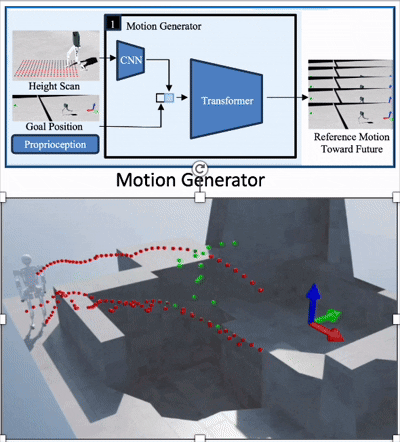 1 Motion Generator
CNN
Height Scan
Transformer
Goal Position
Proprioception
Reference Motion
Toward Future
Motion Generator